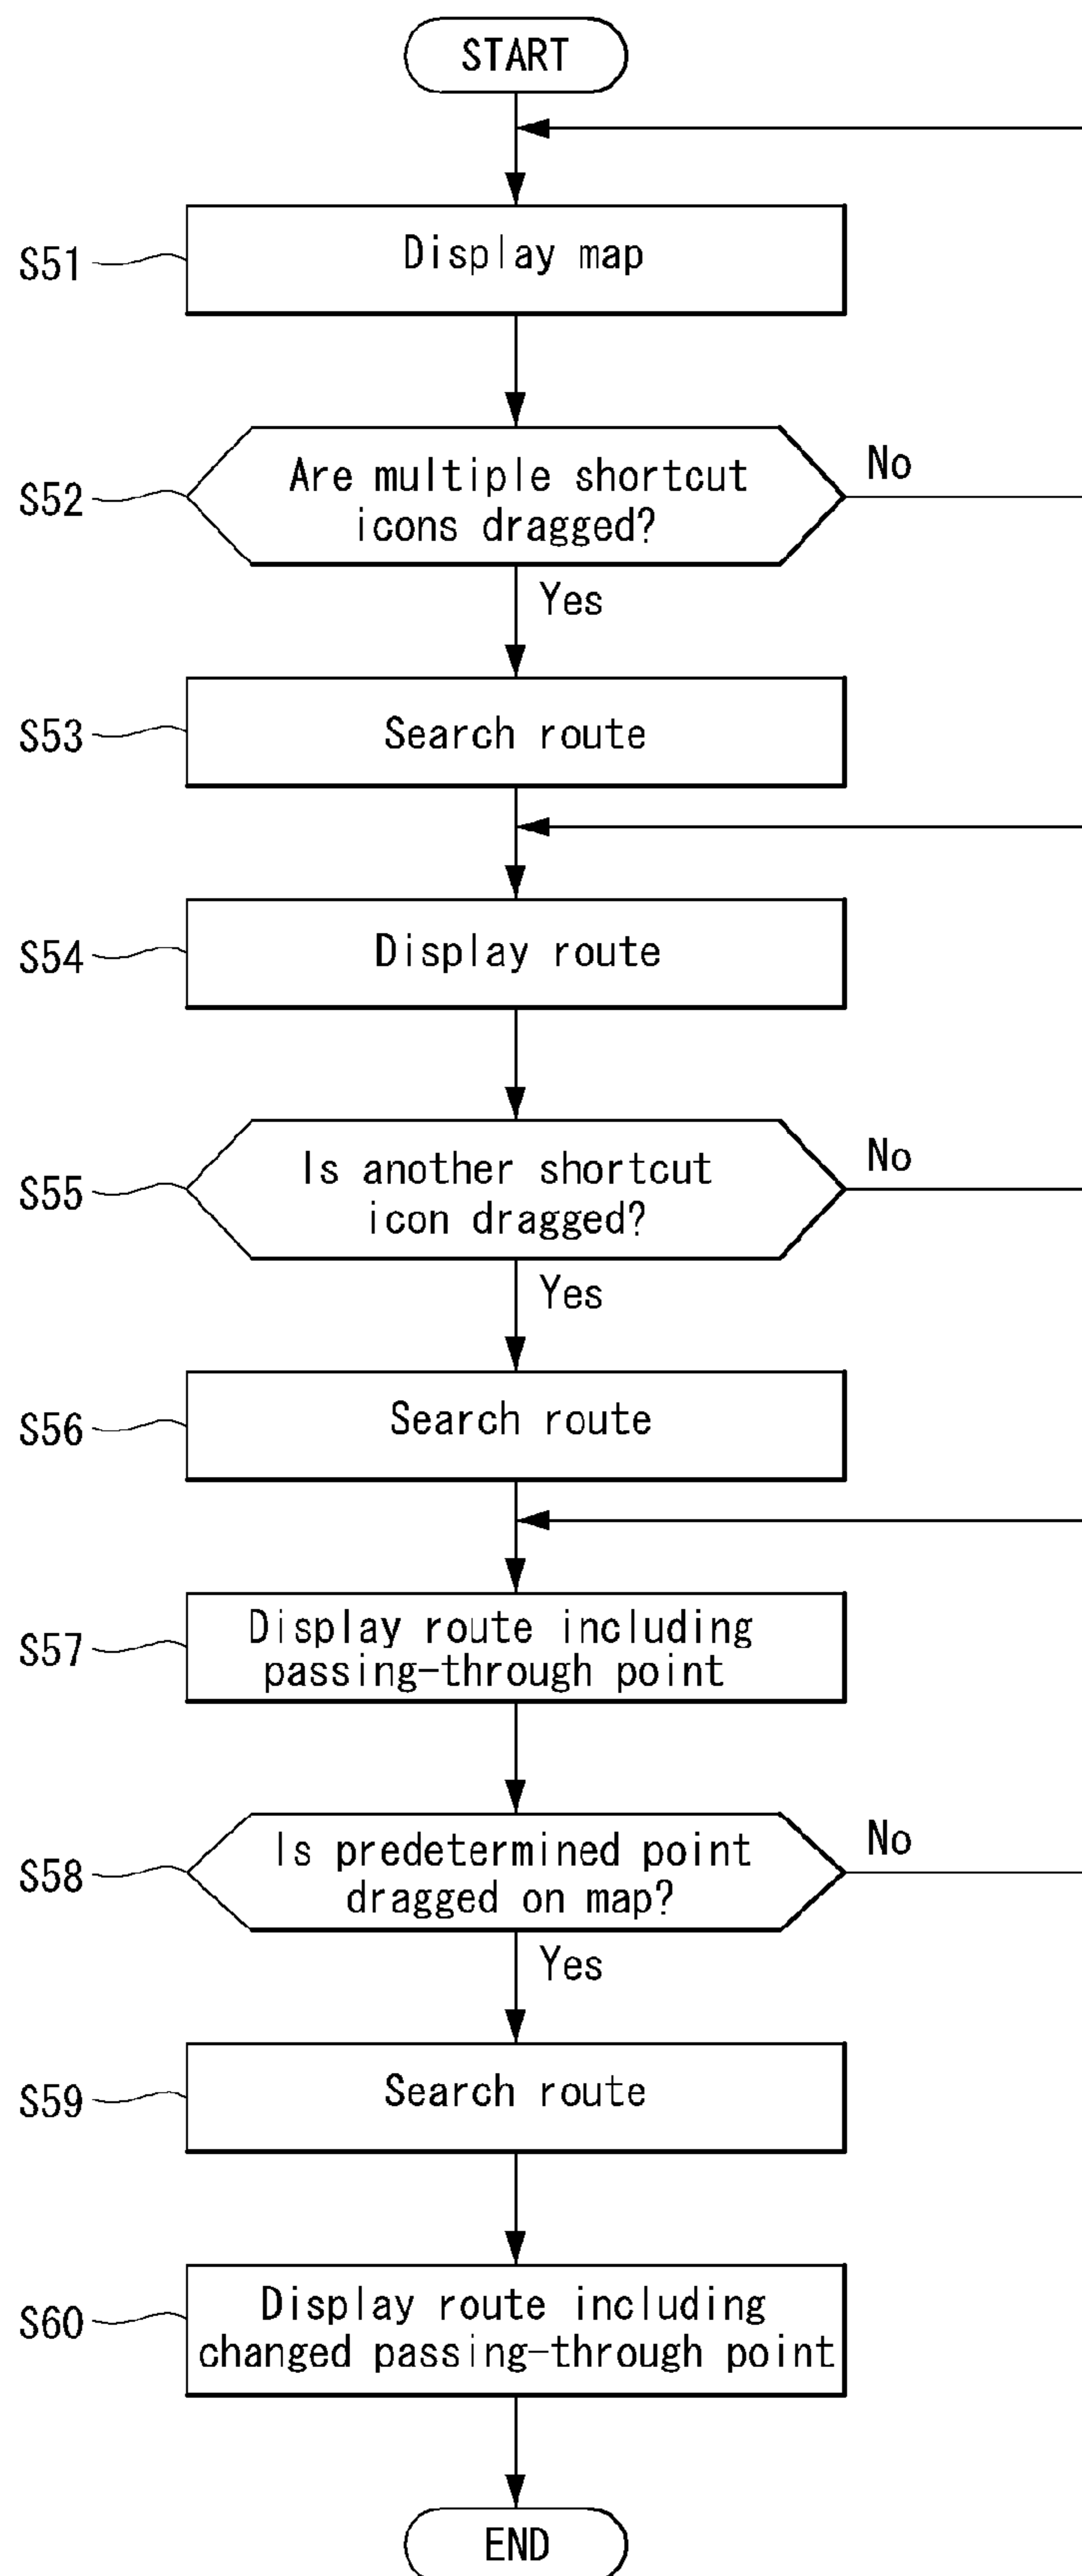 START
S51
Display map
S52
Are multiple shortcut
icons dragged?
No
Yes
S53
Search route
S54
Display route
S55
Is another shortcut
icon dragged?
No
Yes
S56
Search route
S57
Display route including
passing-through point
S58
Is predetermined point
dragged on map?
No
Yes
S59
Search route
S60
Display route including
changed passing-through point
END